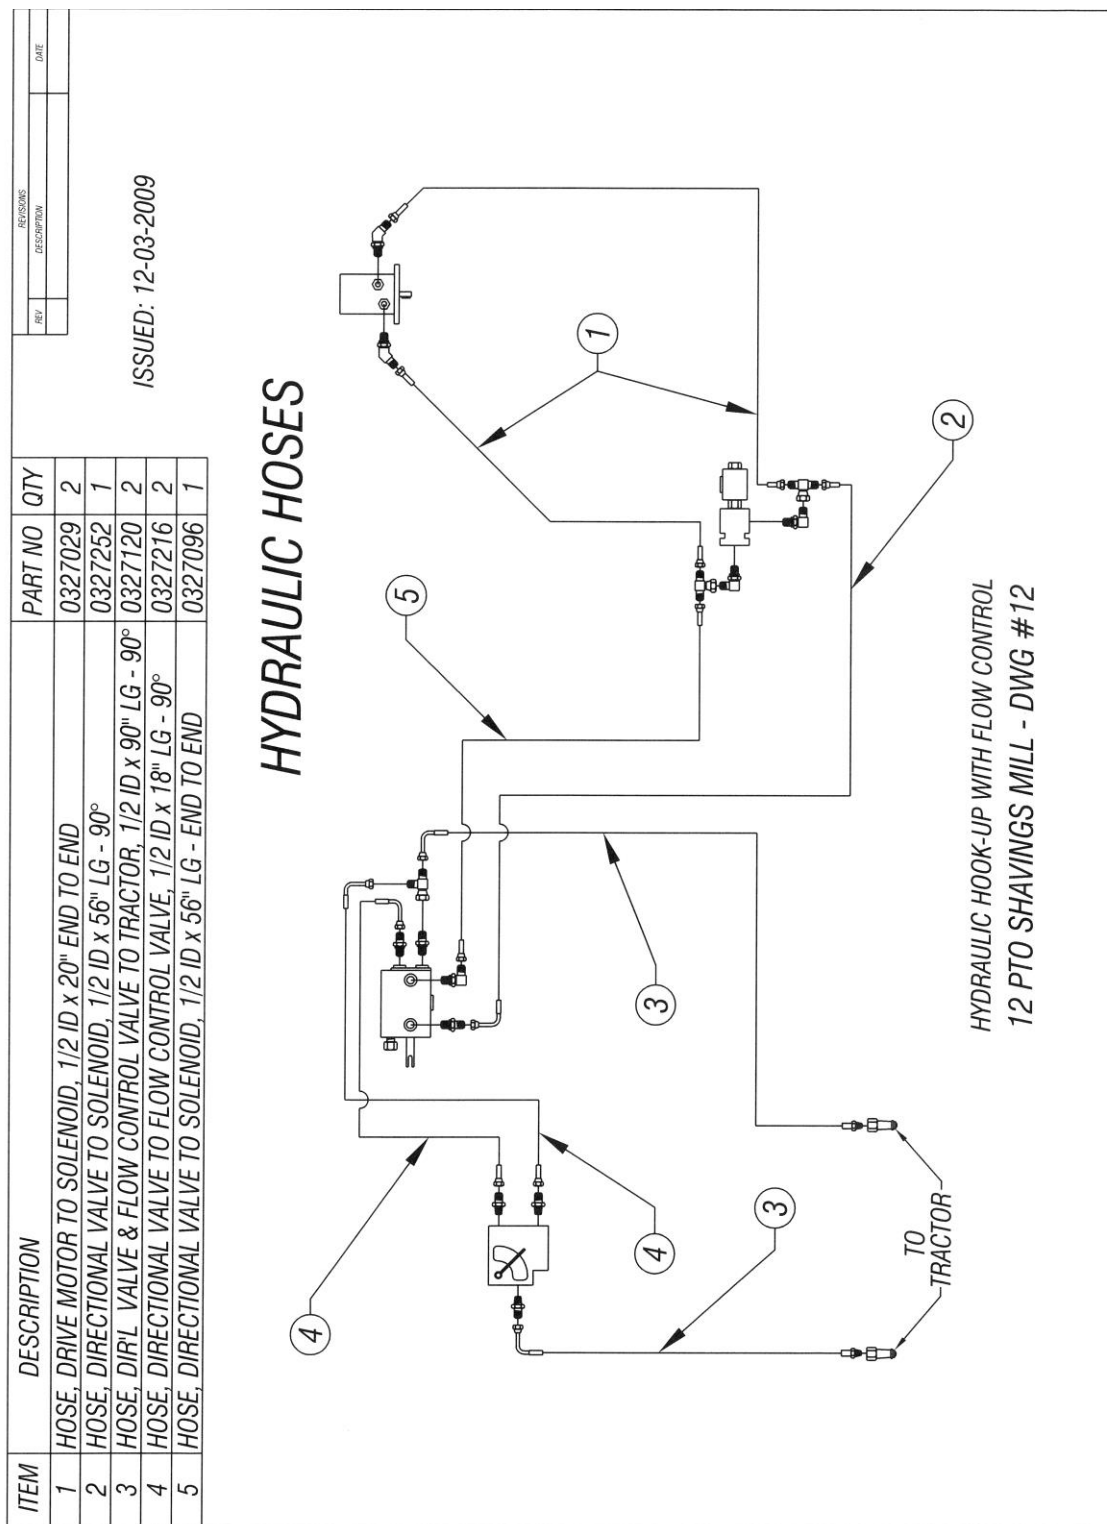 ITEM DESCRIPTION PART NO QTY
1 HOSE, DRIVE MOTOR TO SOLENOID, 1/2 ID x 20" END TO END 0327029 2
2 HOSE, DIRECTIONAL VALVE TO SOLENOID, 1/2 ID x 56" LG - 90° 0327252 1
3 HOSE, DIR'L VALVE & FLOW CONTROL VALVE TO TRACTOR, 1/2 ID x 90" LG - 90° 0327120 2
4 HOSE, DIRECTIONAL VALVE TO FLOW CONTROL VALVE, 1/2 ID x 18" LG - 90° 0327216 2
5 HOSE, DIRECTIONAL VALVE TO SOLENOID, 1/2 ID x 56" LG - END TO END 0327096 1
REVISIONS
REV DESCRIPTION DATE
ISSUED: 12-03-2009
HYDRAULIC HOSES
4
5
1
4
3
3
2
TO
TRACTOR
HYDRAULIC HOOK-UP WITH FLOW CONTROL
12 PTO SHAVINGS MILL - DWG #12